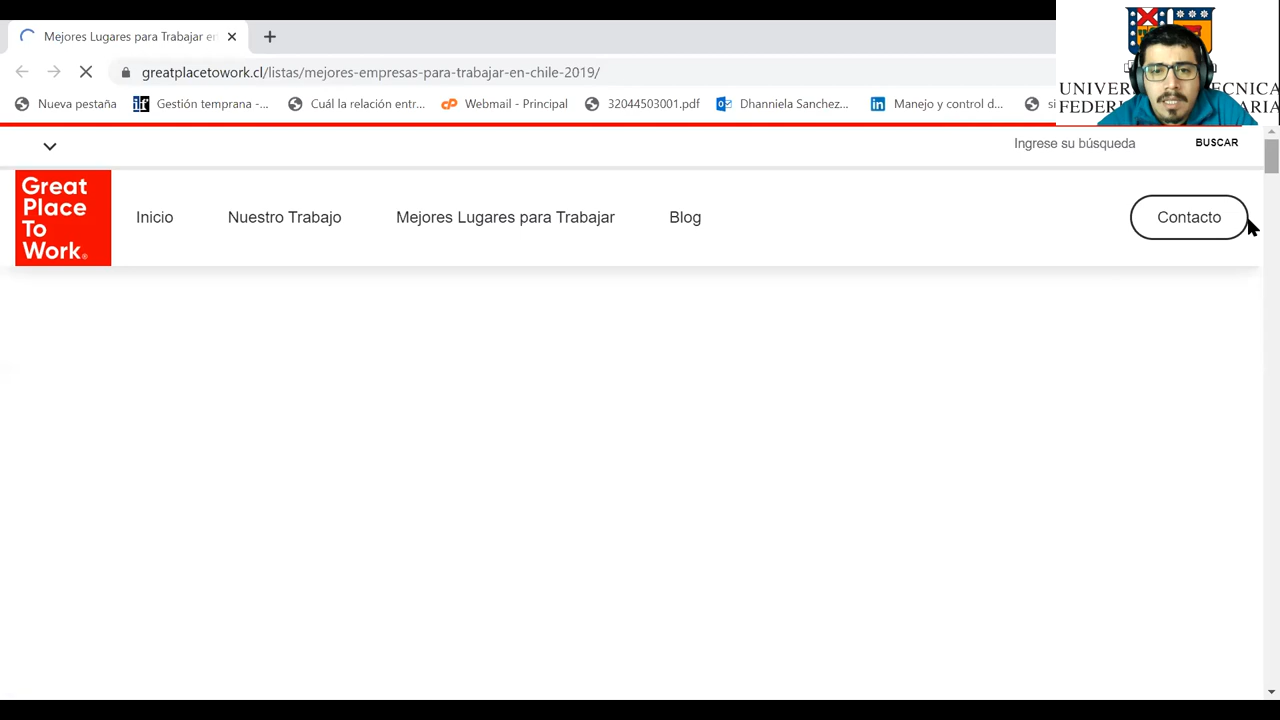 Mejores Lugares para Trabajar en
greatplacetowork.cl/listas/mejores-empresas-para-trabajar-en-chile-2019/
Nueva pestaña
Gestión temprana -...
Cuál la relación entr...
Webmail - Principal
32044503001.pdf
Dhanniela Sanchez...
Manejo y control d...
Ingrese su búsqueda
BUSCAR
Great
Place
To
Work®
Inicio
Nuestro Trabajo
Mejores Lugares para Trabajar
Blog
Contacto